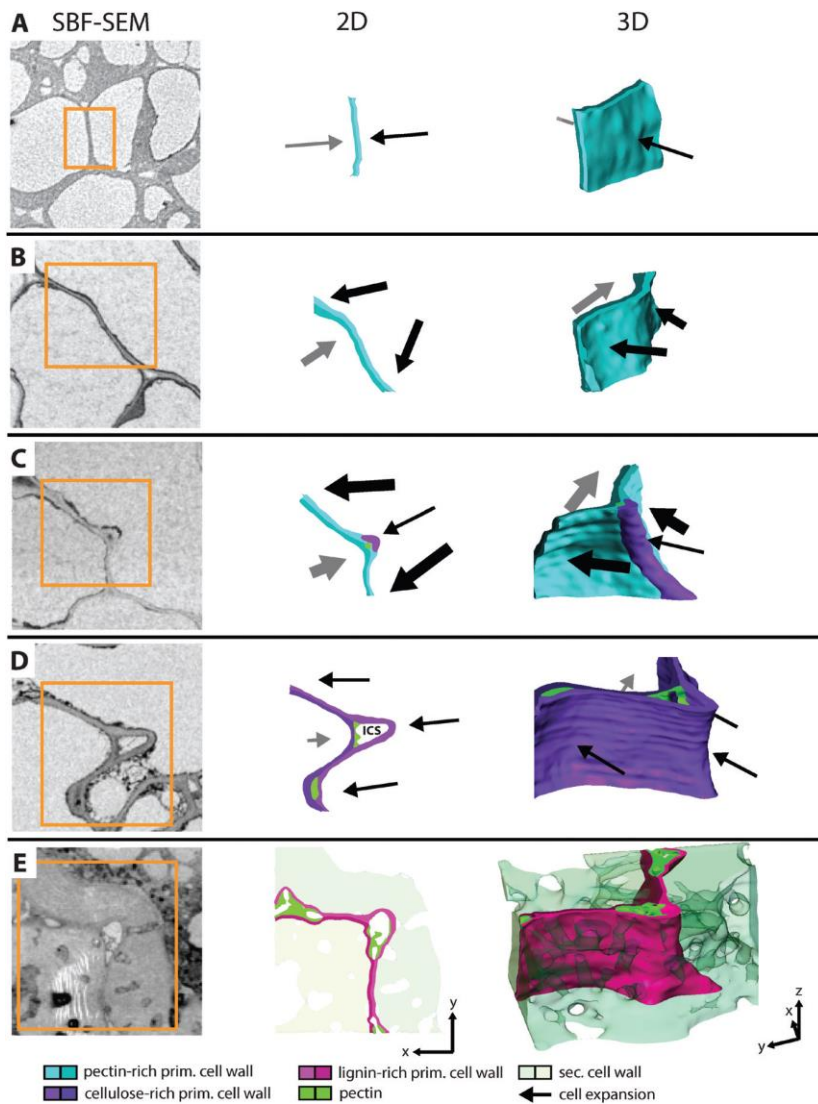 A SBF-SEM 2D 3D
B
C
D
ICS
E
y
x
z
x
y
pectin-rich prim. cell wall
lignin-rich prim. cell wall
sec. cell wall
cellulose-rich prim. cell wall
pectin
cell expansion